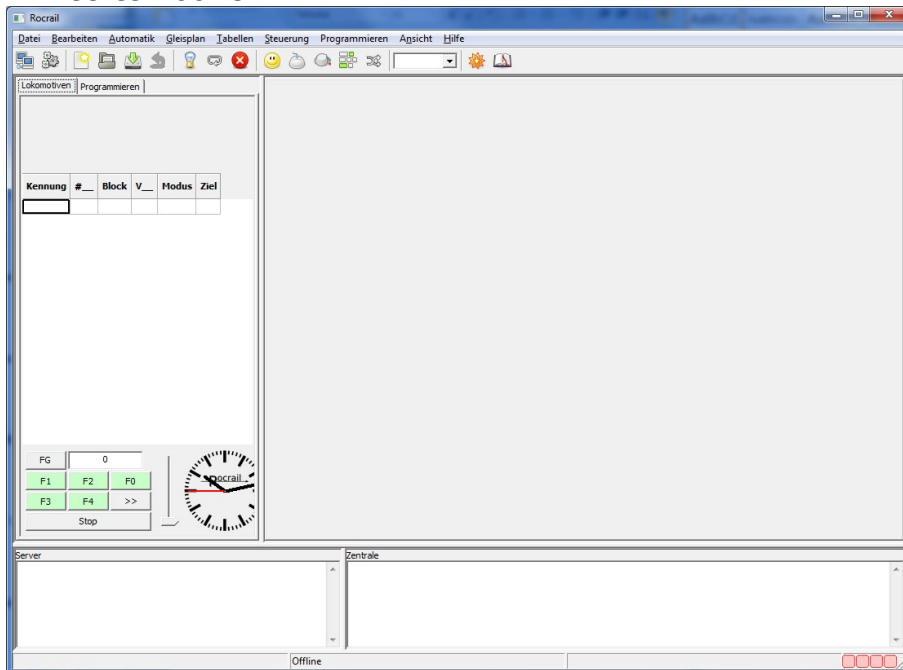 Rocrail
Datei Bearbeiten Automatik Gleisplan Tabellen Steuerung Programmieren Ansicht Hilfe
Lokomotiven Programmieren
Kennung #__ Block V__ Modus Ziel
FG 0
F1 F2 F0
F3 F4 >>
Stop
rocrail
Server Zentrale
Offline